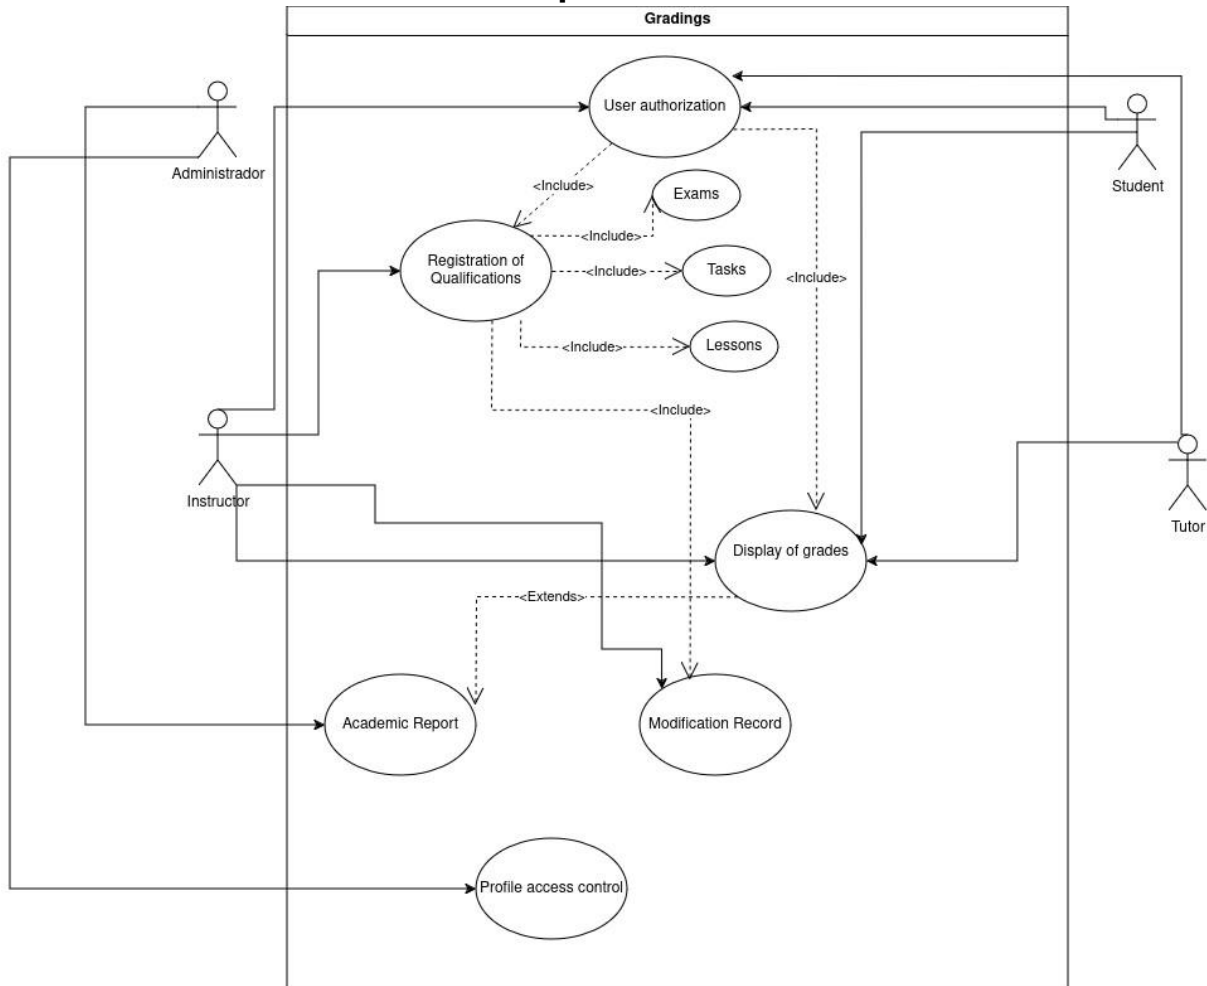 Gradings
User authorization
<Include>
Exams
Administrador
Student
<Include>
Registration of
Qualifications
<Include>
Tasks
<Include>
<Include>
Lessons
<Include>
Instructor
Tutor
Display of grades
<Extends>
Academic Report
Modification Record
Profile access control